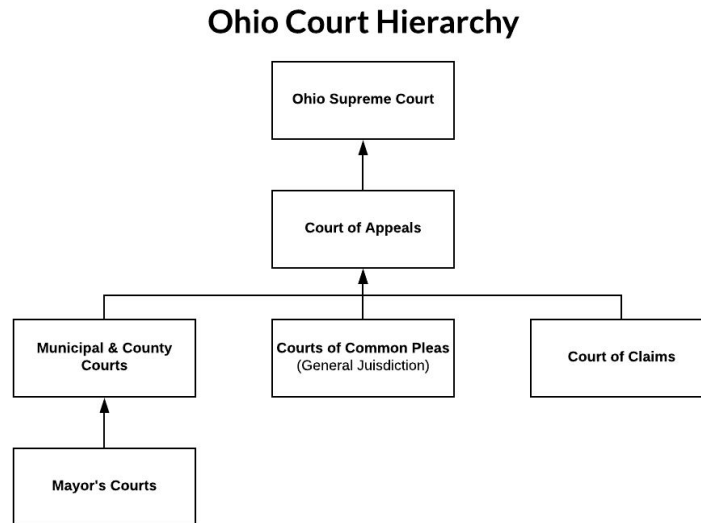 Ohio Court Hierarchy
Ohio Supreme Court
Court of Appeals
Municipal & County
Courts
Courts of Common Pleas
(General Juisdiction)
Court of Claims
Mayor's Courts